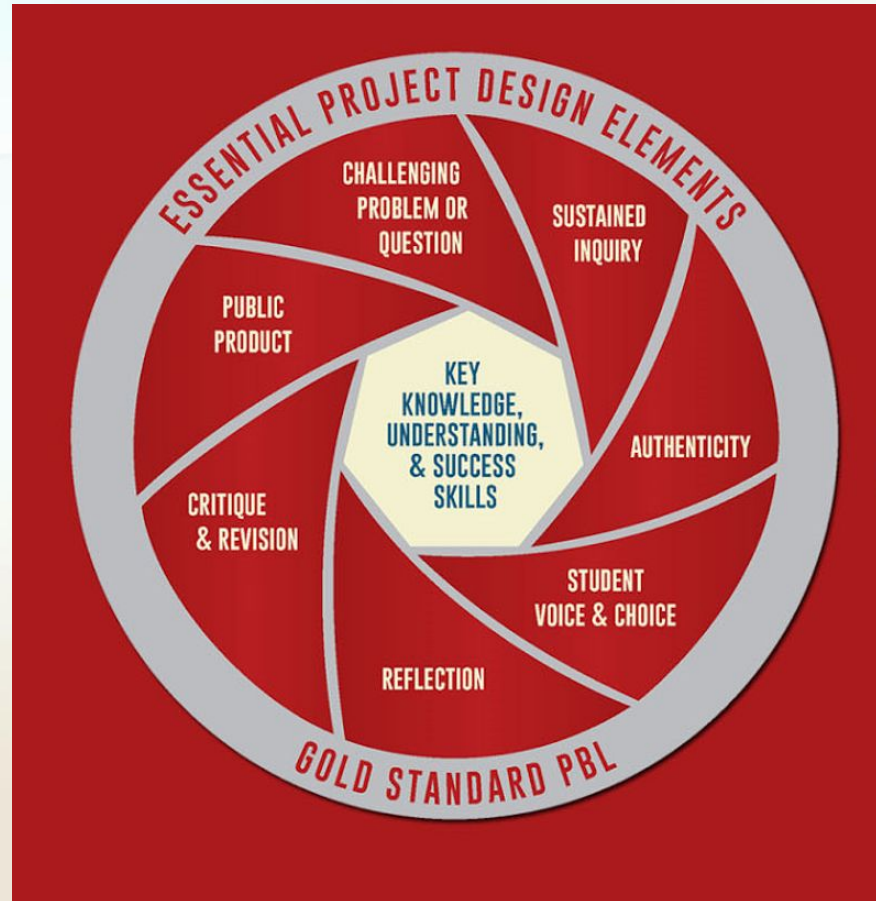 ESSENTIAL PROJECT DESIGN ELEMENTS
CHALLENGING
PROBLEM OR
QUESTION
SUSTAINED
INQUIRY
AUTHENTICITY
STUDENT
VOICE & CHOICE
REFLECTION
CRITIQUE
& REVISION
PUBLIC
PRODUCT
KEY
KNOWLEDGE,
UNDERSTANDING,
& SUCCESS
SKILLS
GOLD STANDARD PBL